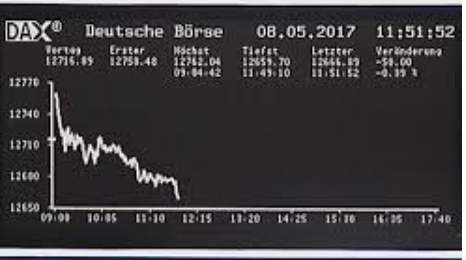 DAX® Deutsche Börse 08.05.2017 11:51:52
Vortag Erster Höchst Tiefst Letzter Veränderung
12716.89 12758.48 12762.04 12659.70 12666.89 -50.00
09:04:42 11:49:10 11:51:52 -0.39 %
12770
12740
12710
12680
12650
09:00 10:05 11:10 12:15 13:20 14:25 15:30 16:35 17:40